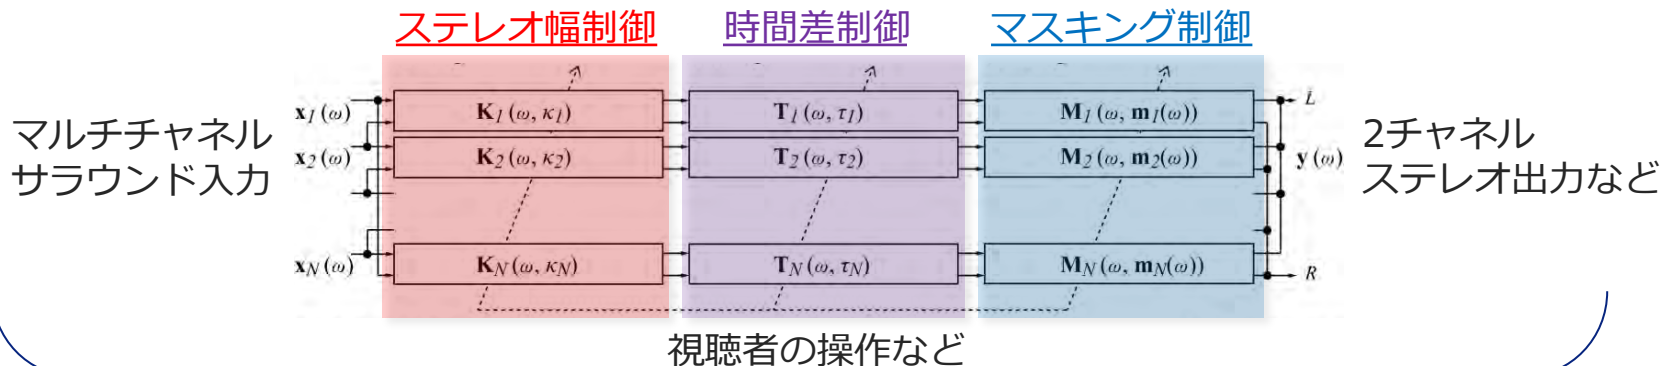 ステレオ幅制御 時間差制御 マスキング制御
マルチチャネル
サラウンド入力
x1(ω) K1(ω, κ1) T1(ω, τ1) M1(ω, m1(ω)) L
x2(ω) K2(ω, κ2) T2(ω, τ2) M2(ω, m2(ω)) y(ω)
xN(ω) KN(ω, κN) TN(ω, τN) MN(ω, mN(ω)) R
2チャネル
ステレオ出力など
視聴者の操作など